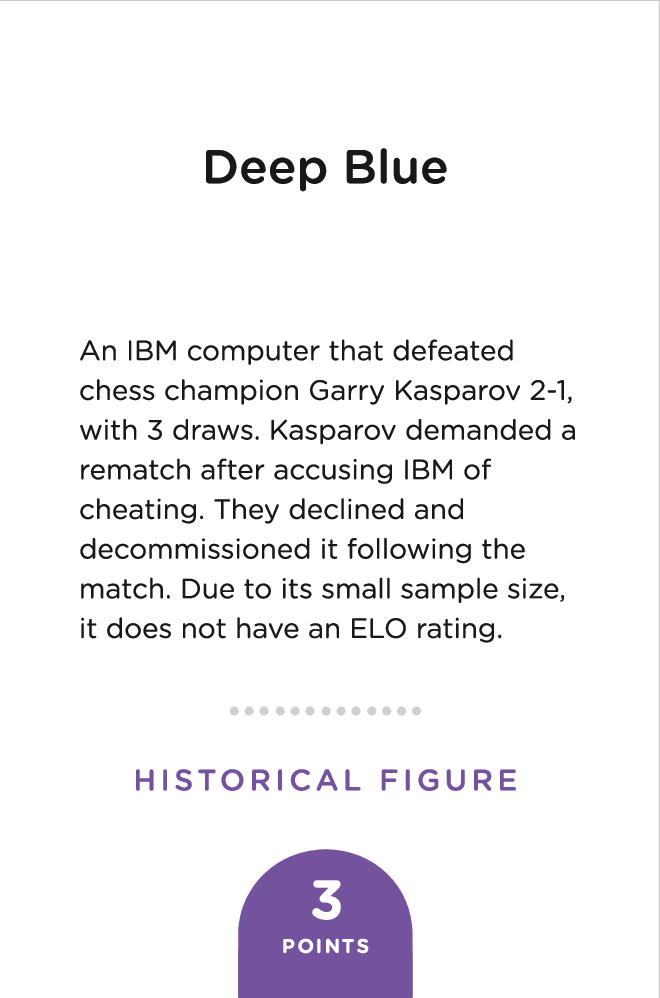 Deep Blue
An IBM computer that defeated
chess champion Garry Kasparov 2-1,
with 3 draws. Kasparov demanded a
rematch after accusing IBM of
cheating. They declined and
decommissioned it following the
match. Due to its small sample size,
it does not have an ELO rating.
HISTORICAL FIGURE
3
POINTS